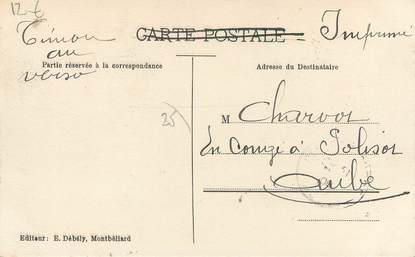 12-6
Timon
au
verso
CARTE POSTALE
Imprimé
Partie réservée à la correspondance
Adresse du Destinataire
25
M Charvot
En congé à Polisot
Aube
Editeur: E. Débély, Montbéliard